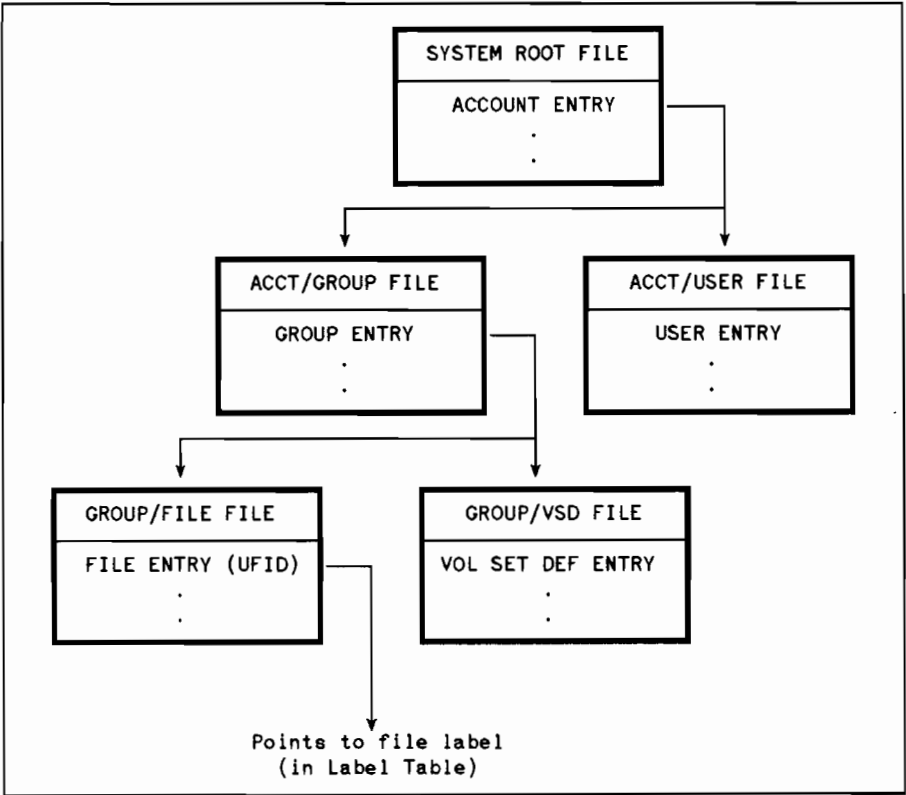 SYSTEM ROOT FILE
ACCOUNT ENTRY
.
.
ACCT/GROUP FILE
GROUP ENTRY
.
.
ACCT/USER FILE
USER ENTRY
.
.
GROUP/FILE FILE
FILE ENTRY (UFID)
.
.
GROUP/VSD FILE
VOL SET DEF ENTRY
.
.
Points to file label
(in Label Table)